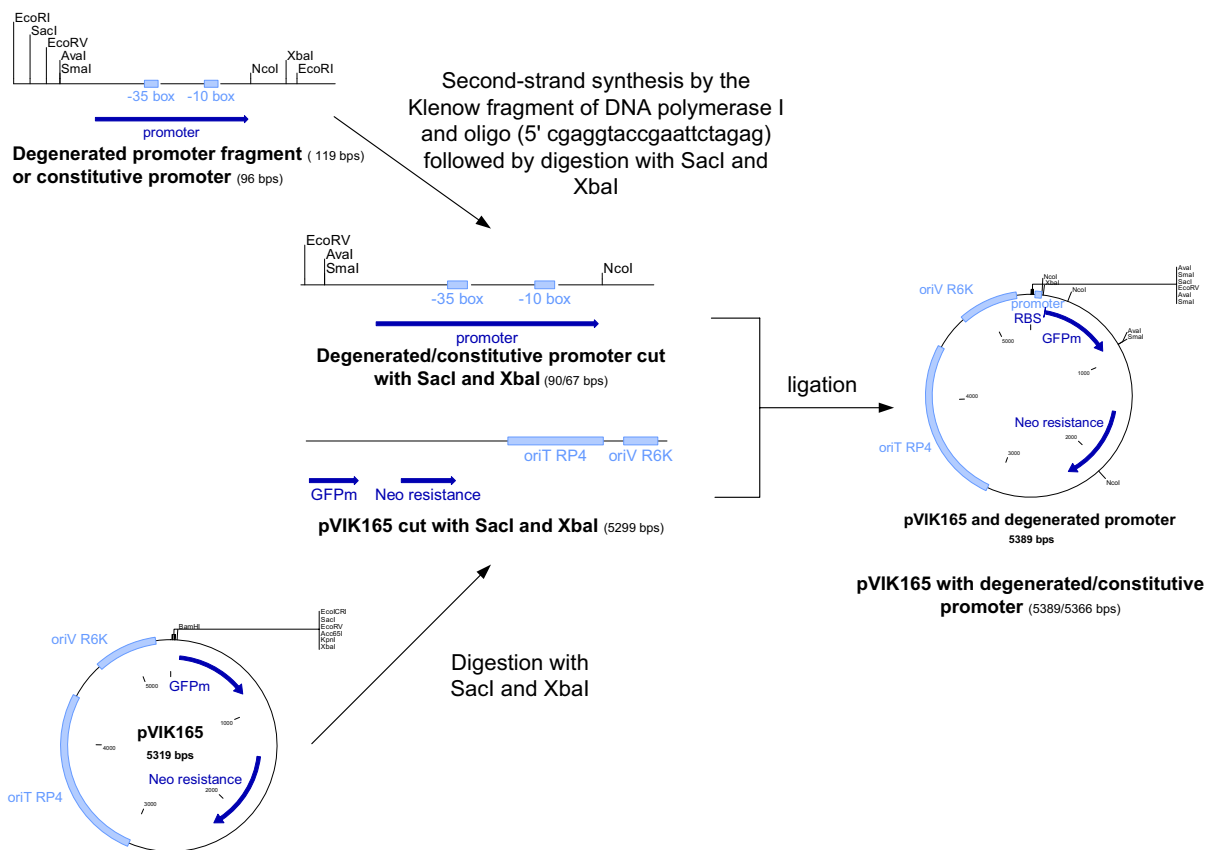 EcoRI
SacI
EcoRV
AvaI
SmaI
NcoI
XbaI
EcoRI
-35 box
-10 box
promoter
Degenerated promoter fragment ( 119 bps)
or constitutive promoter (96 bps)
Second-strand synthesis by the
Klenow fragment of DNA polymerase I
and oligo (5' cgaggtaccgaattctagag)
followed by digestion with SacI and
XbaI
EcoRV
AvaI
SmaI
NcoI
-35 box
-10 box
promoter
Degenerated/constitutive promoter cut
with SacI and XbaI (90/67 bps)
oriT RP4
oriV R6K
GFPm
Neo resistance
pVIK165 cut with SacI and XbaI (5299 bps)
ligation
AvaI
SmaI
SacI
EcoRV
AvaI
SmaI
NcoI
XbaI
NcoI
oriV R6K
promoter
RBS
GFPm
AvaI
SmaI
5000
1000
4000
Neo resistance
2000
3000
oriT RP4
NcoI
pVIK165 and degenerated promoter
5389 bps
pVIK165 with degenerated/constitutive
promoter (5389/5366 bps)
BamHI
EcoICRI
SacI
EcoRV
Acc65I
KpnI
XbaI
oriV R6K
GFPm
5000
1000
pVIK165
5319 bps
4000
Neo resistance
2000
3000
oriT RP4
Digestion with
SacI and XbaI